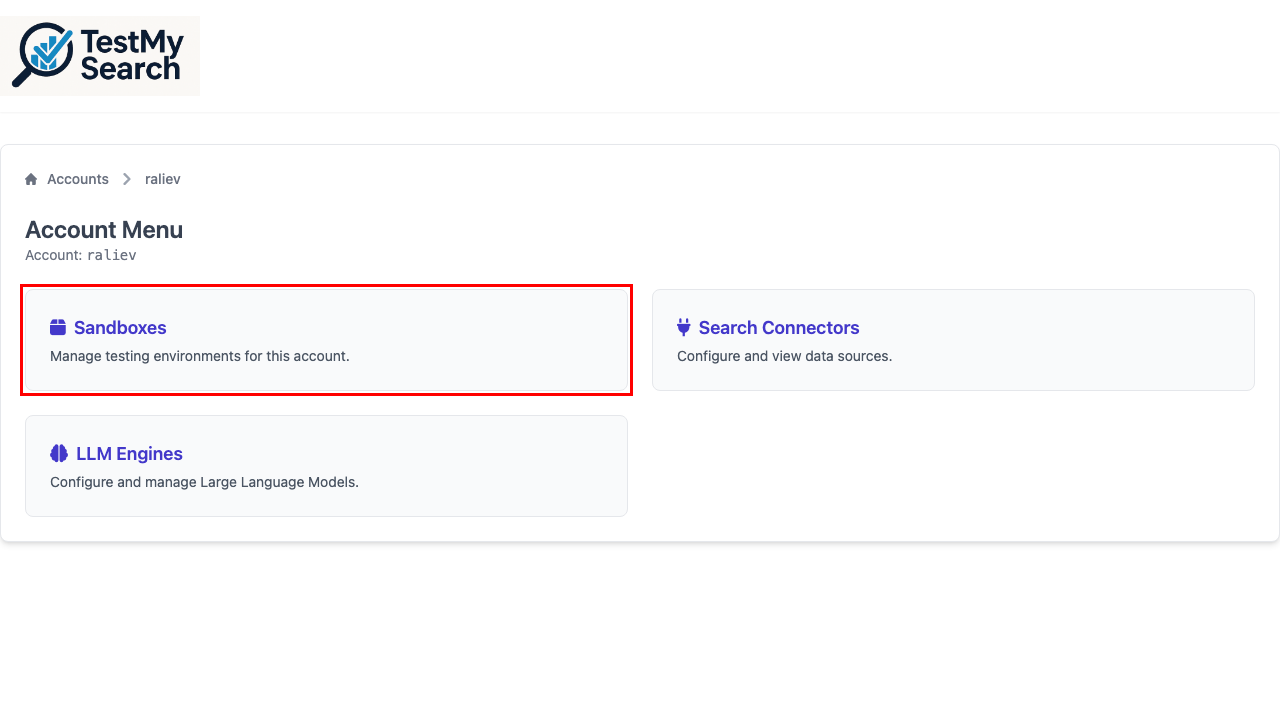 TestMy
Search
Accounts
raliev
Account Menu
Account: raliev
Sandboxes
Manage testing environments for this account.
Search Connectors
Configure and view data sources.
LLM Engines
Configure and manage Large Language Models.